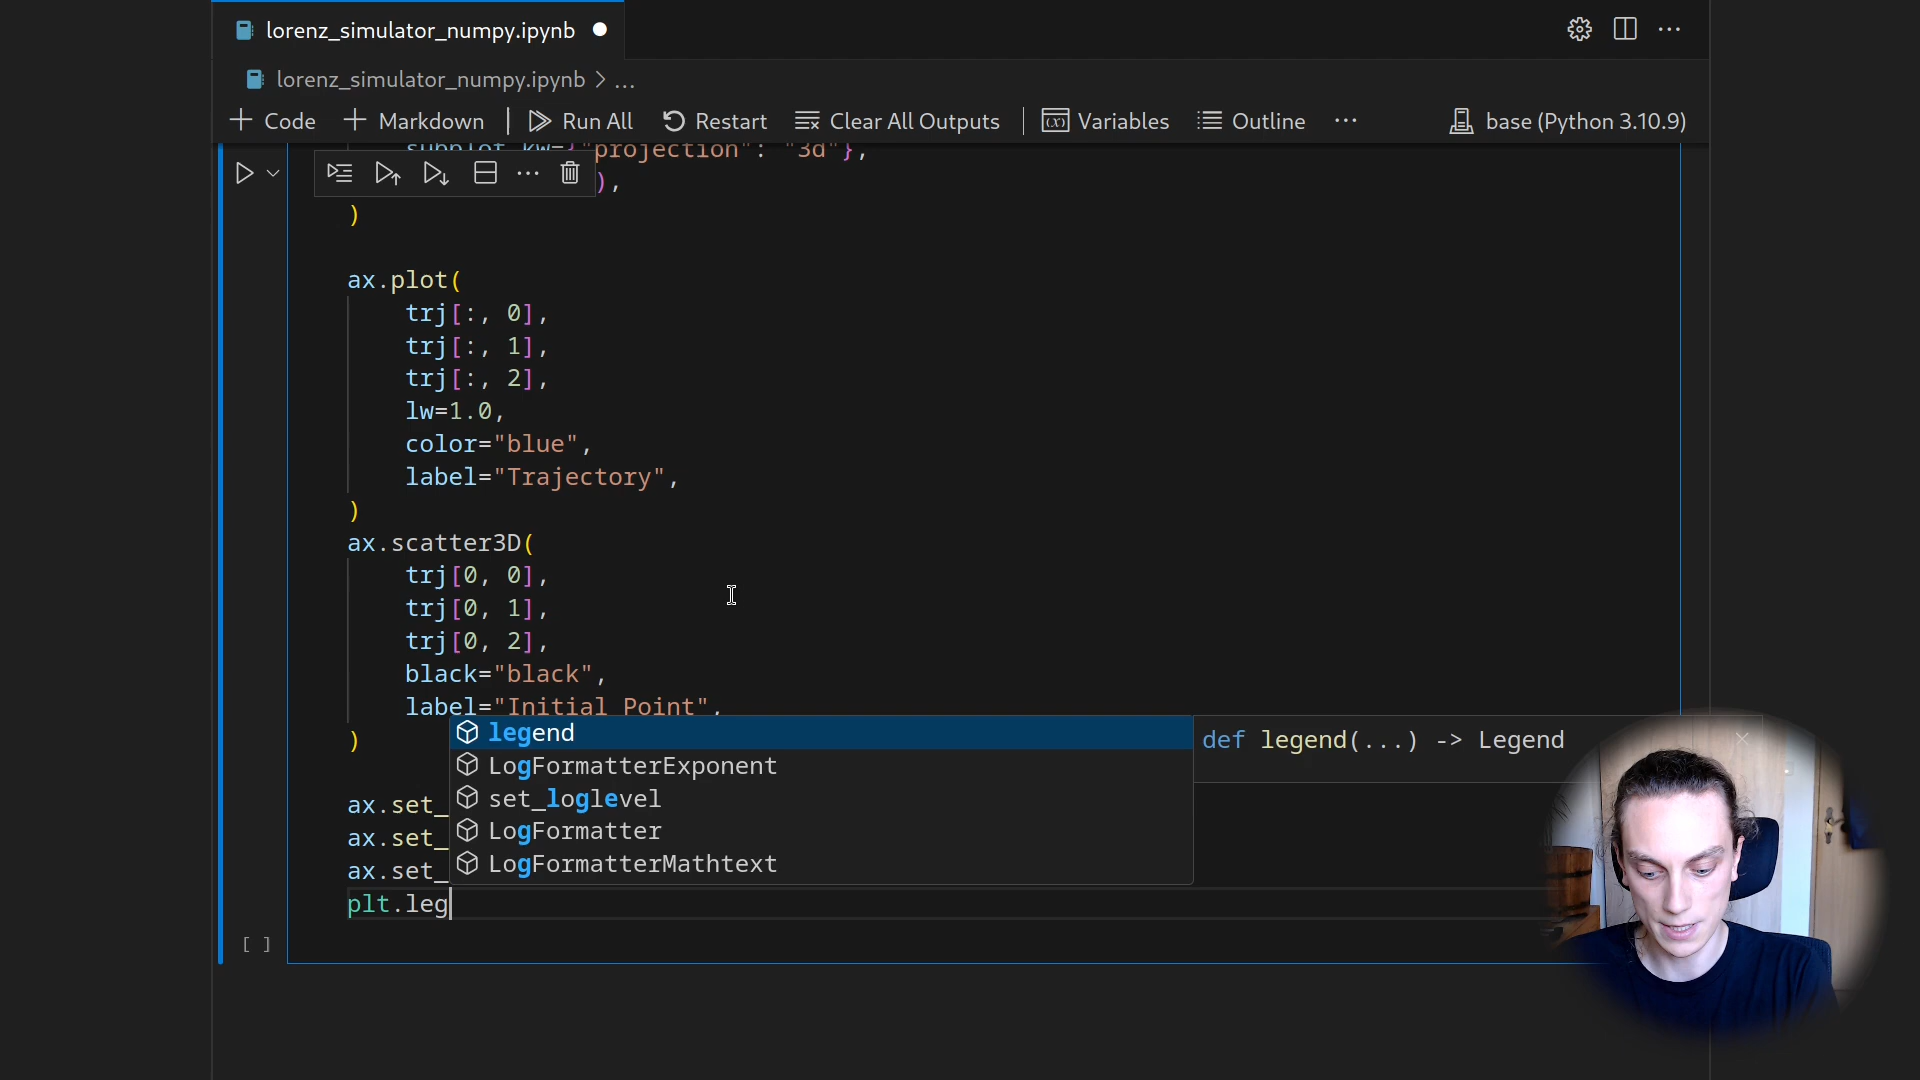 lorenz_simulator_numpy.ipynb
lorenz_simulator_numpy.ipynb > ...
Code Markdown Run All Restart Clear All Outputs Variables Outline ... base (Python 3.10.9)
subplot_kw={"projection": "3d"},
),
)
ax.plot(
trj[:, 0],
trj[:, 1],
trj[:, 2],
lw=1.0,
color="blue",
label="Trajectory",
)
ax.scatter3D(
trj[0, 0],
trj[0, 1],
trj[0, 2],
black="black",
label="Initial Point",
)
legend
def legend(...) -> Legend
LogFormatterExponent
set_loglevel
LogFormatter
LogFormatterMathtext
ax.set_
ax.set_
ax.set_
plt.leg
[ ]